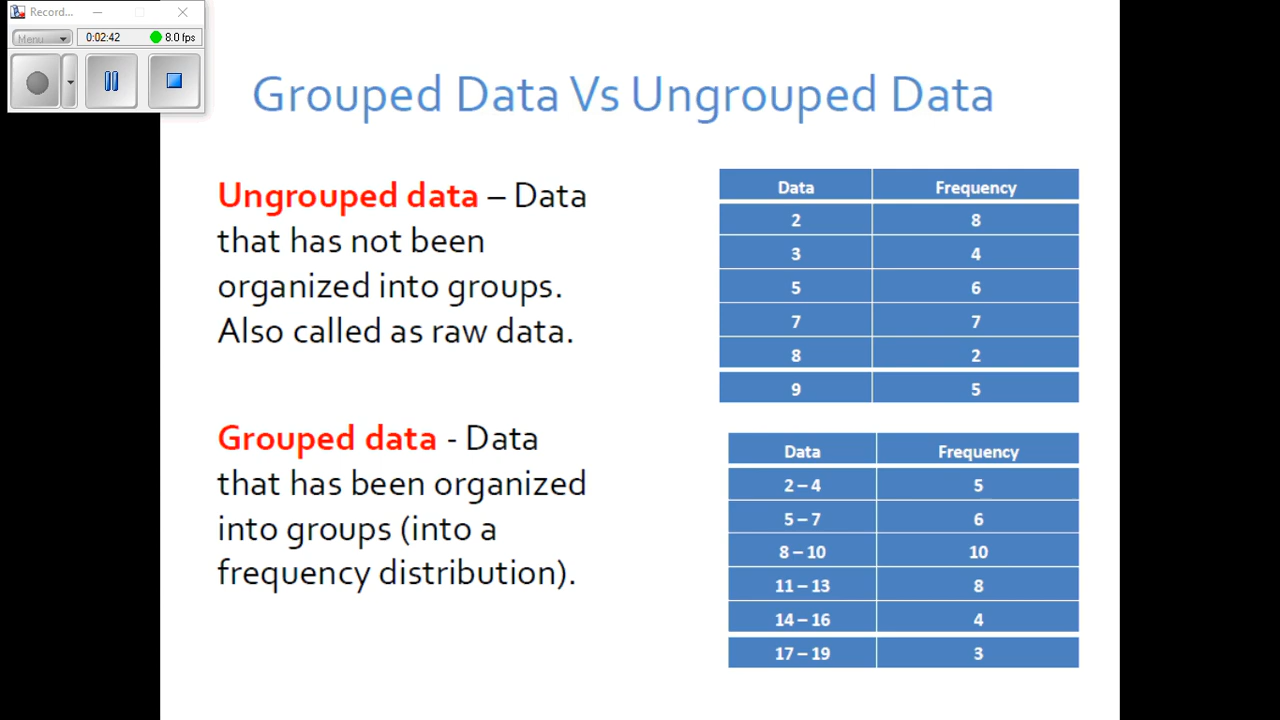 Record...
Menu
0:02:42
8.0 fps
Grouped Data Vs Ungrouped Data
Ungrouped data – Data
that has not been
organized into groups.
Also called as raw data.
Grouped data - Data
that has been organized
into groups (into a
frequency distribution).
Data Frequency
2 8
3 4
5 6
7 7
8 2
9 5
Data Frequency
2 – 4 5
5 – 7 6
8 – 10 10
11 – 13 8
14 – 16 4
17 – 19 3